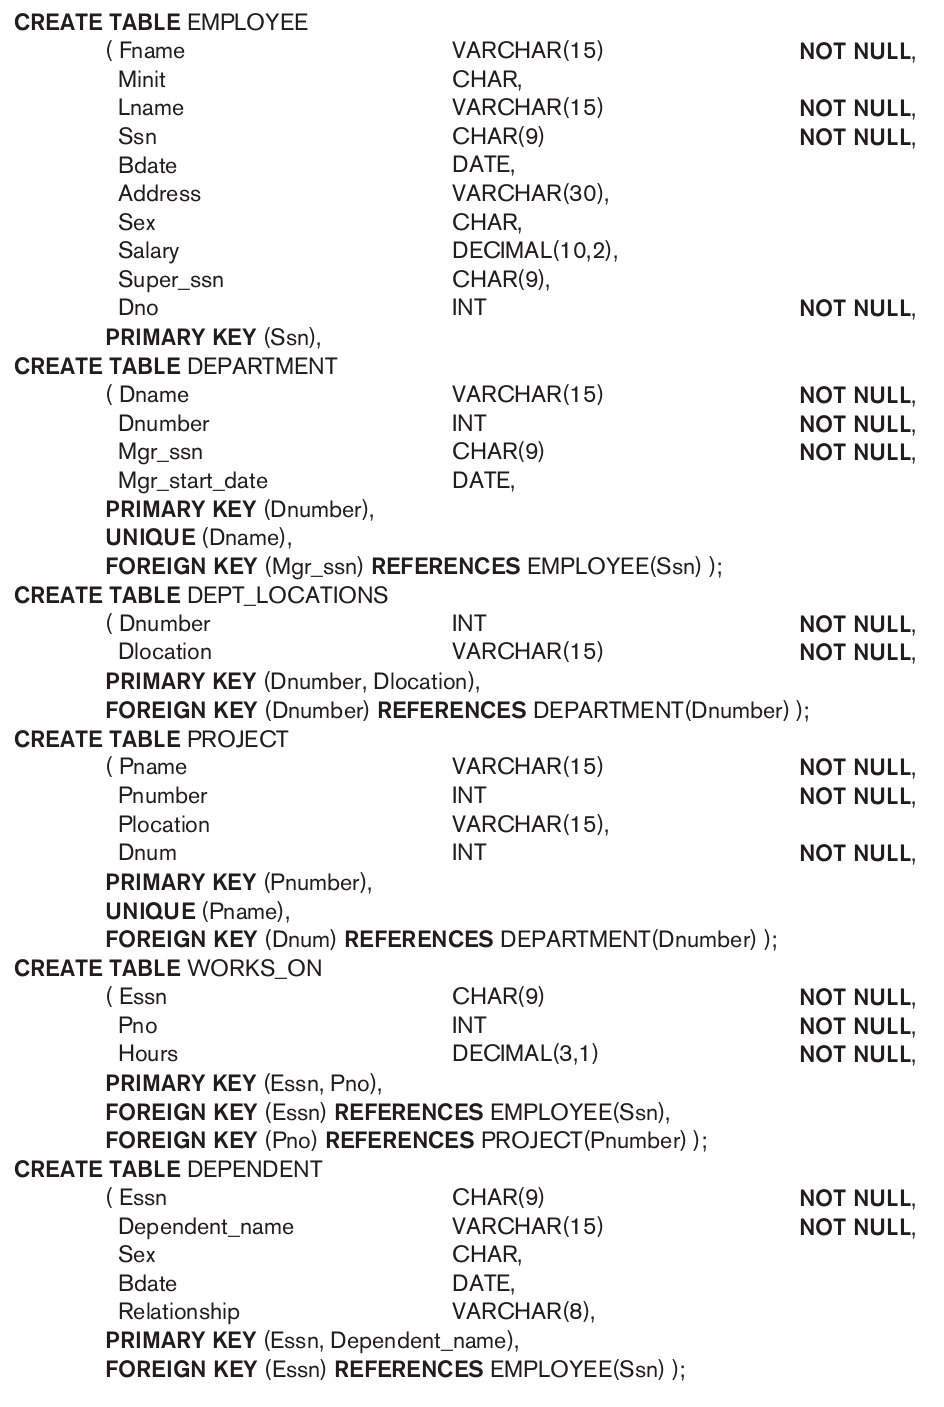 CREATE TABLE EMPLOYEE
( Fname VARCHAR(15) NOT NULL,
Minit CHAR,
Lname VARCHAR(15) NOT NULL,
Ssn CHAR(9) NOT NULL,
Bdate DATE,
Address VARCHAR(30),
Sex CHAR,
Salary DECIMAL(10,2),
Super_ssn CHAR(9),
Dno INT NOT NULL,
PRIMARY KEY (Ssn),
CREATE TABLE DEPARTMENT
( Dname VARCHAR(15) NOT NULL,
Dnumber INT NOT NULL,
Mgr_ssn CHAR(9) NOT NULL,
Mgr_start_date DATE,
PRIMARY KEY (Dnumber),
UNIQUE (Dname),
FOREIGN KEY (Mgr_ssn) REFERENCES EMPLOYEE(Ssn) );
CREATE TABLE DEPT_LOCATIONS
( Dnumber INT NOT NULL,
Dlocation VARCHAR(15) NOT NULL,
PRIMARY KEY (Dnumber, Dlocation),
FOREIGN KEY (Dnumber) REFERENCES DEPARTMENT(Dnumber) );
CREATE TABLE PROJECT
( Pname VARCHAR(15) NOT NULL,
Pnumber INT NOT NULL,
Plocation VARCHAR(15),
Dnum INT NOT NULL,
PRIMARY KEY (Pnumber),
UNIQUE (Pname),
FOREIGN KEY (Dnum) REFERENCES DEPARTMENT(Dnumber) );
CREATE TABLE WORKS_ON
( Essn CHAR(9) NOT NULL,
Pno INT NOT NULL,
Hours DECIMAL(3,1) NOT NULL,
PRIMARY KEY (Essn, Pno),
FOREIGN KEY (Essn) REFERENCES EMPLOYEE(Ssn),
FOREIGN KEY (Pno) REFERENCES PROJECT(Pnumber) );
CREATE TABLE DEPENDENT
( Essn CHAR(9) NOT NULL,
Dependent_name VARCHAR(15) NOT NULL,
Sex CHAR,
Bdate DATE,
Relationship VARCHAR(8),
PRIMARY KEY (Essn, Dependent_name),
FOREIGN KEY (Essn) REFERENCES EMPLOYEE(Ssn) );